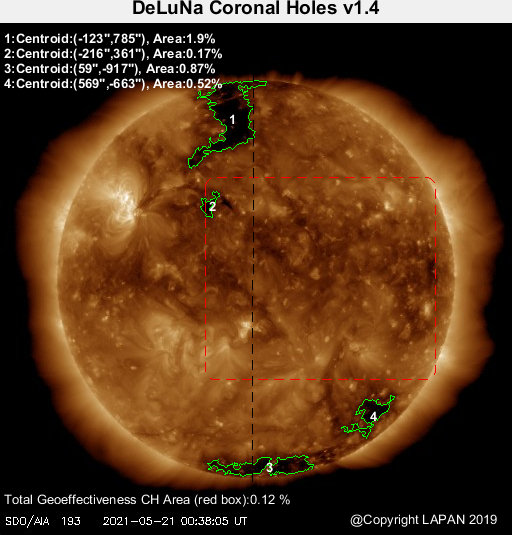 DeLuNa Coronal Holes v1.4
1:Centroid:(-123",785"), Area:1.9%
2:Centroid:(-216",361"), Area:0.17%
3:Centroid:(59",-917"), Area:0.87%
4:Centroid:(569",-663"), Area:0.52%
1
2
4
3
Total Geoeffectiveness CH Area (red box):0.12 %
SDO/AIA 193 2021-05-21 00:38:05 UT
@Copyright LAPAN 2019